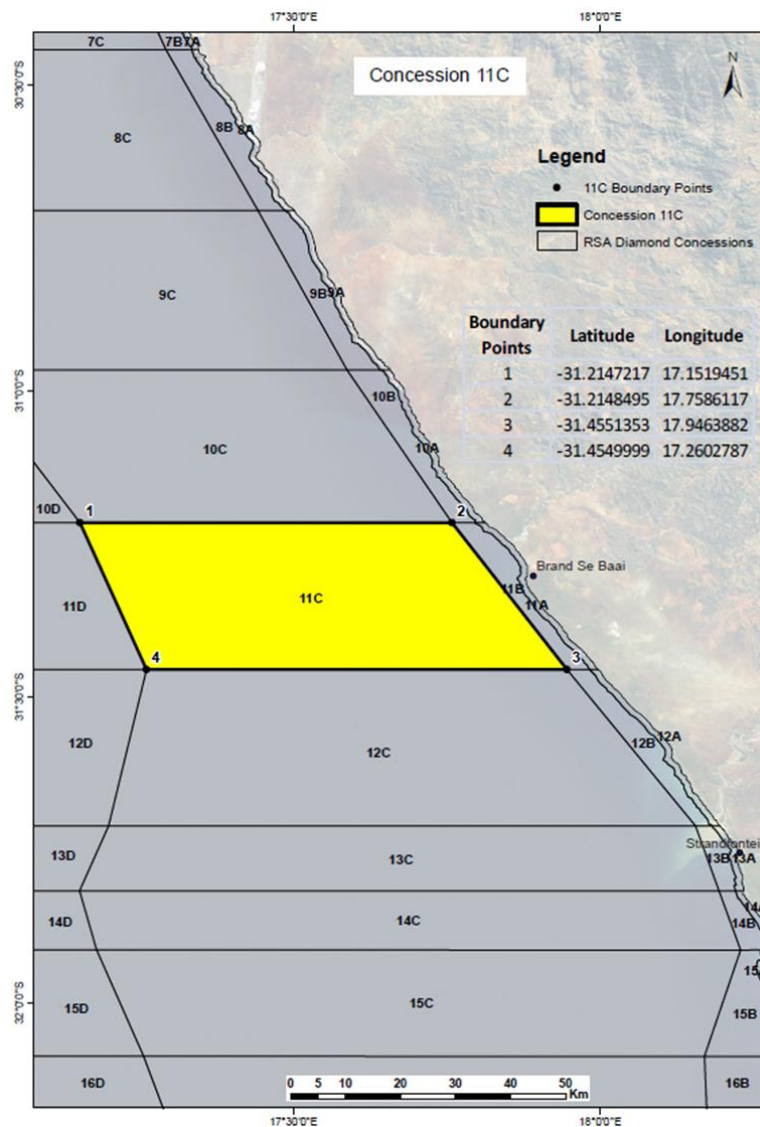 17°30'0"E
18°0'0"E
7C
7B
7A
30°30'0"S
Concession 11C
N
8B
8A
8C
Legend
11C Boundary Points
Concession 11C
RSA Diamond Concessions
9C
9B
9A
Boundary Points Latitude Longitude
1 -31.2147217 17.1519451
2 -31.2148495 17.7586117
3 -31.4551353 17.9463882
4 -31.4549999 17.2602787
31°0'0"S
10B
10C
10A
10D
1
2
Brand Se Baai
11B
11C
11A
11D
4
3
31°30'0"S
12D
12C
12B
12A
13D
13C
Strandfontei
13B
13A
14D
14C
14A
14B
15D
15C
15
15B
32°0'0"S
16D
16B
0 5 10 20 30 40 50
Km
17°30'0"E
18°0'0"E